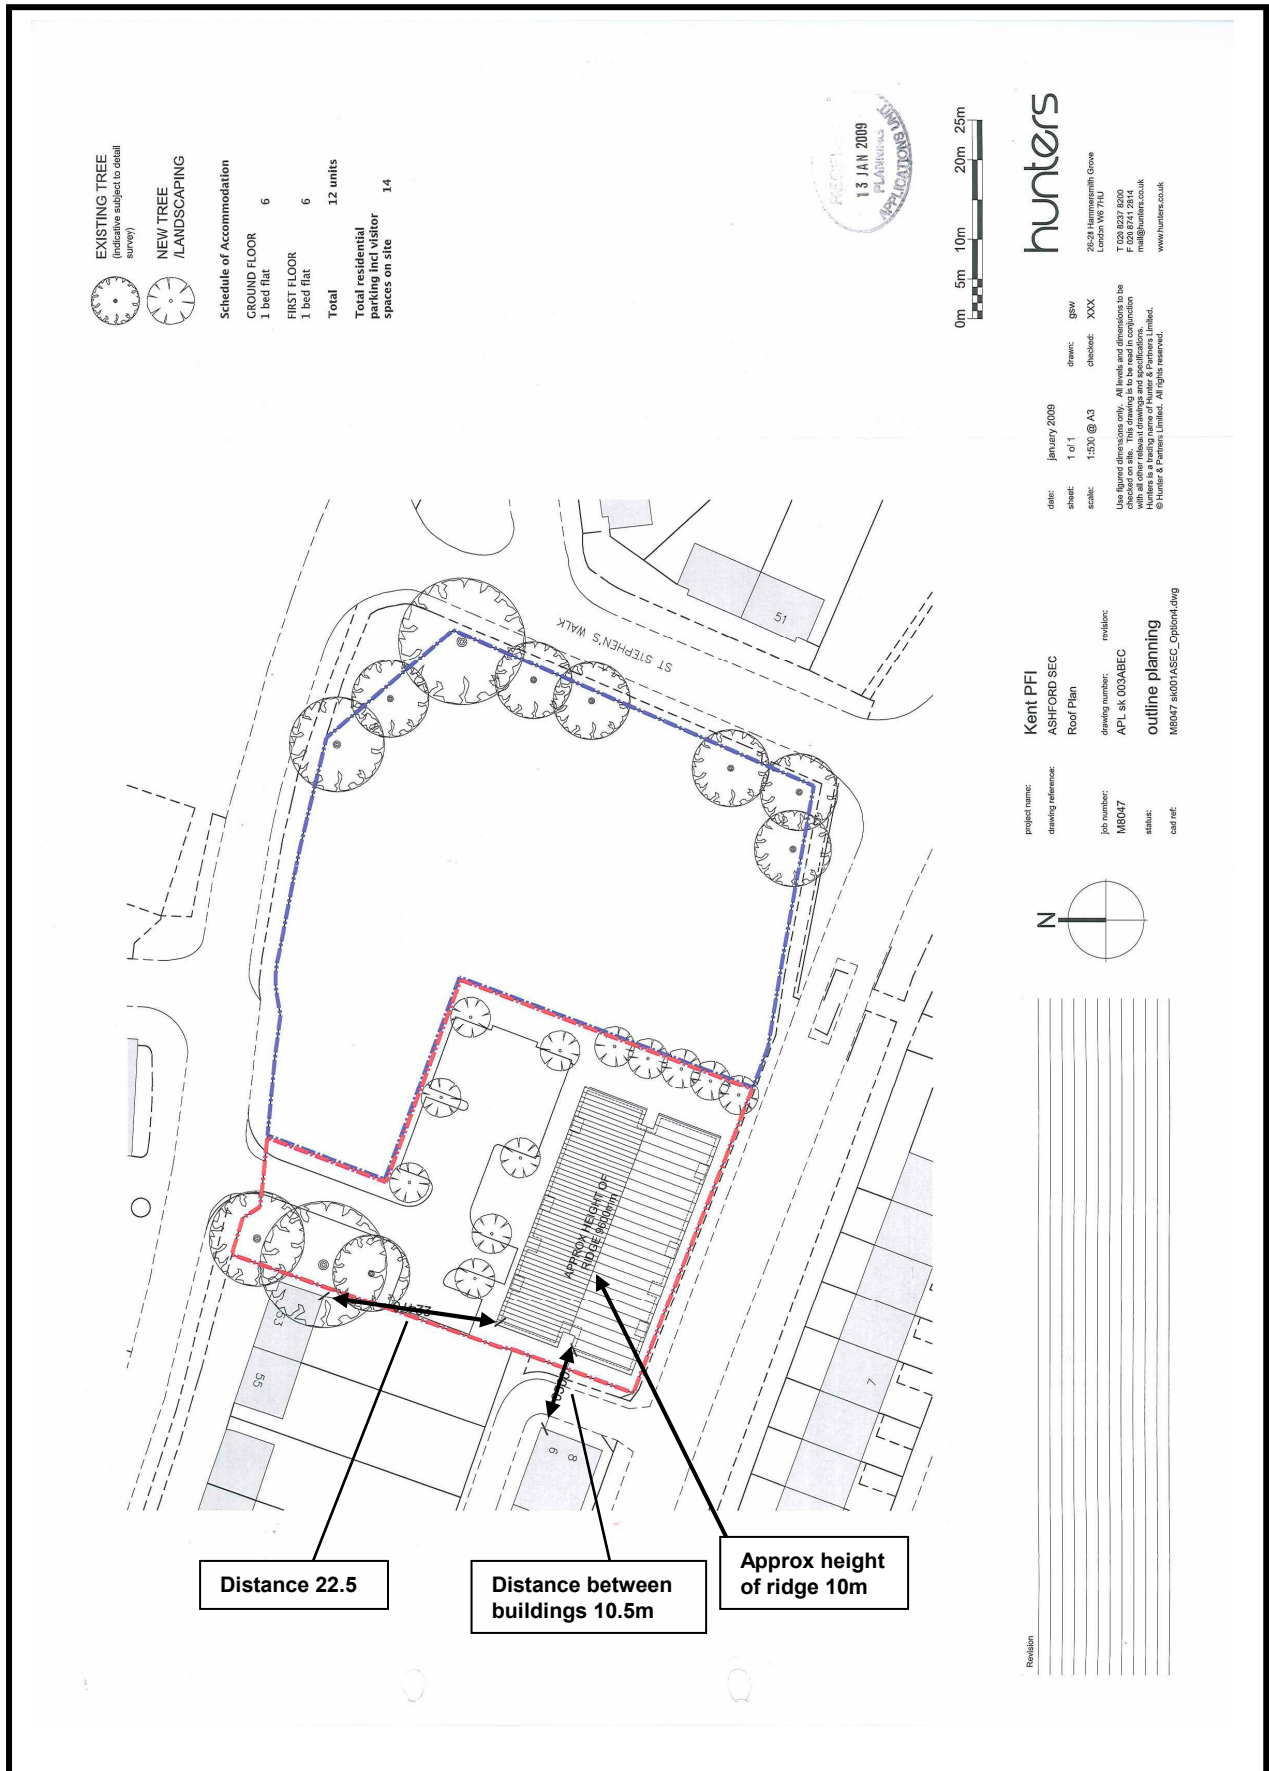 EXISTING TREE
(indicative subject to detail
survey)
NEW TREE
/LANDSCAPING
Schedule of Accommodation
GROUND FLOOR
1 bed flat 6
FIRST FLOOR
1 bed flat 6
Total 12 units
Total residential
parking incl visitor
spaces on site 14
13 JAN 2009
PLANNING
APPLICATIONS UNIT
0m 5m 10m 20m 25m
hunters
26-28 Hammersmith Grove
London W6 7HU
T 020 8237 8200
F 020 8741 2814
mail@hunters.co.uk
www.hunters.co.uk
date: january 2009
drawn: gsw
sheet: 1 of 1
checked: XXX
scale: 1:500 @ A3
Use figured dimensions only. All levels and dimensions to be
checked on site. This drawing is to be read in conjunction
with all other relevant drawings and specifications.
Hunters is a trading name of Hunter & Partners Limited.
© Hunter & Partners Limited. All rights reserved.
project name: Kent PFI
ASHFORD SEC
drawing reference: Roof Plan
job number: M8047
drawing number: APL sk 003ABEC
revision:
status: outline planning
cad ref: M8047 sk001ASEC_Option4.dwg
N
Revision
ST STEPHEN'S WALK
51
APPROX HEIGHT OF
RIDGE 9600mm
53
55
6
8
7
Distance 22.5
Distance between
buildings 10.5m
Approx height
of ridge 10m